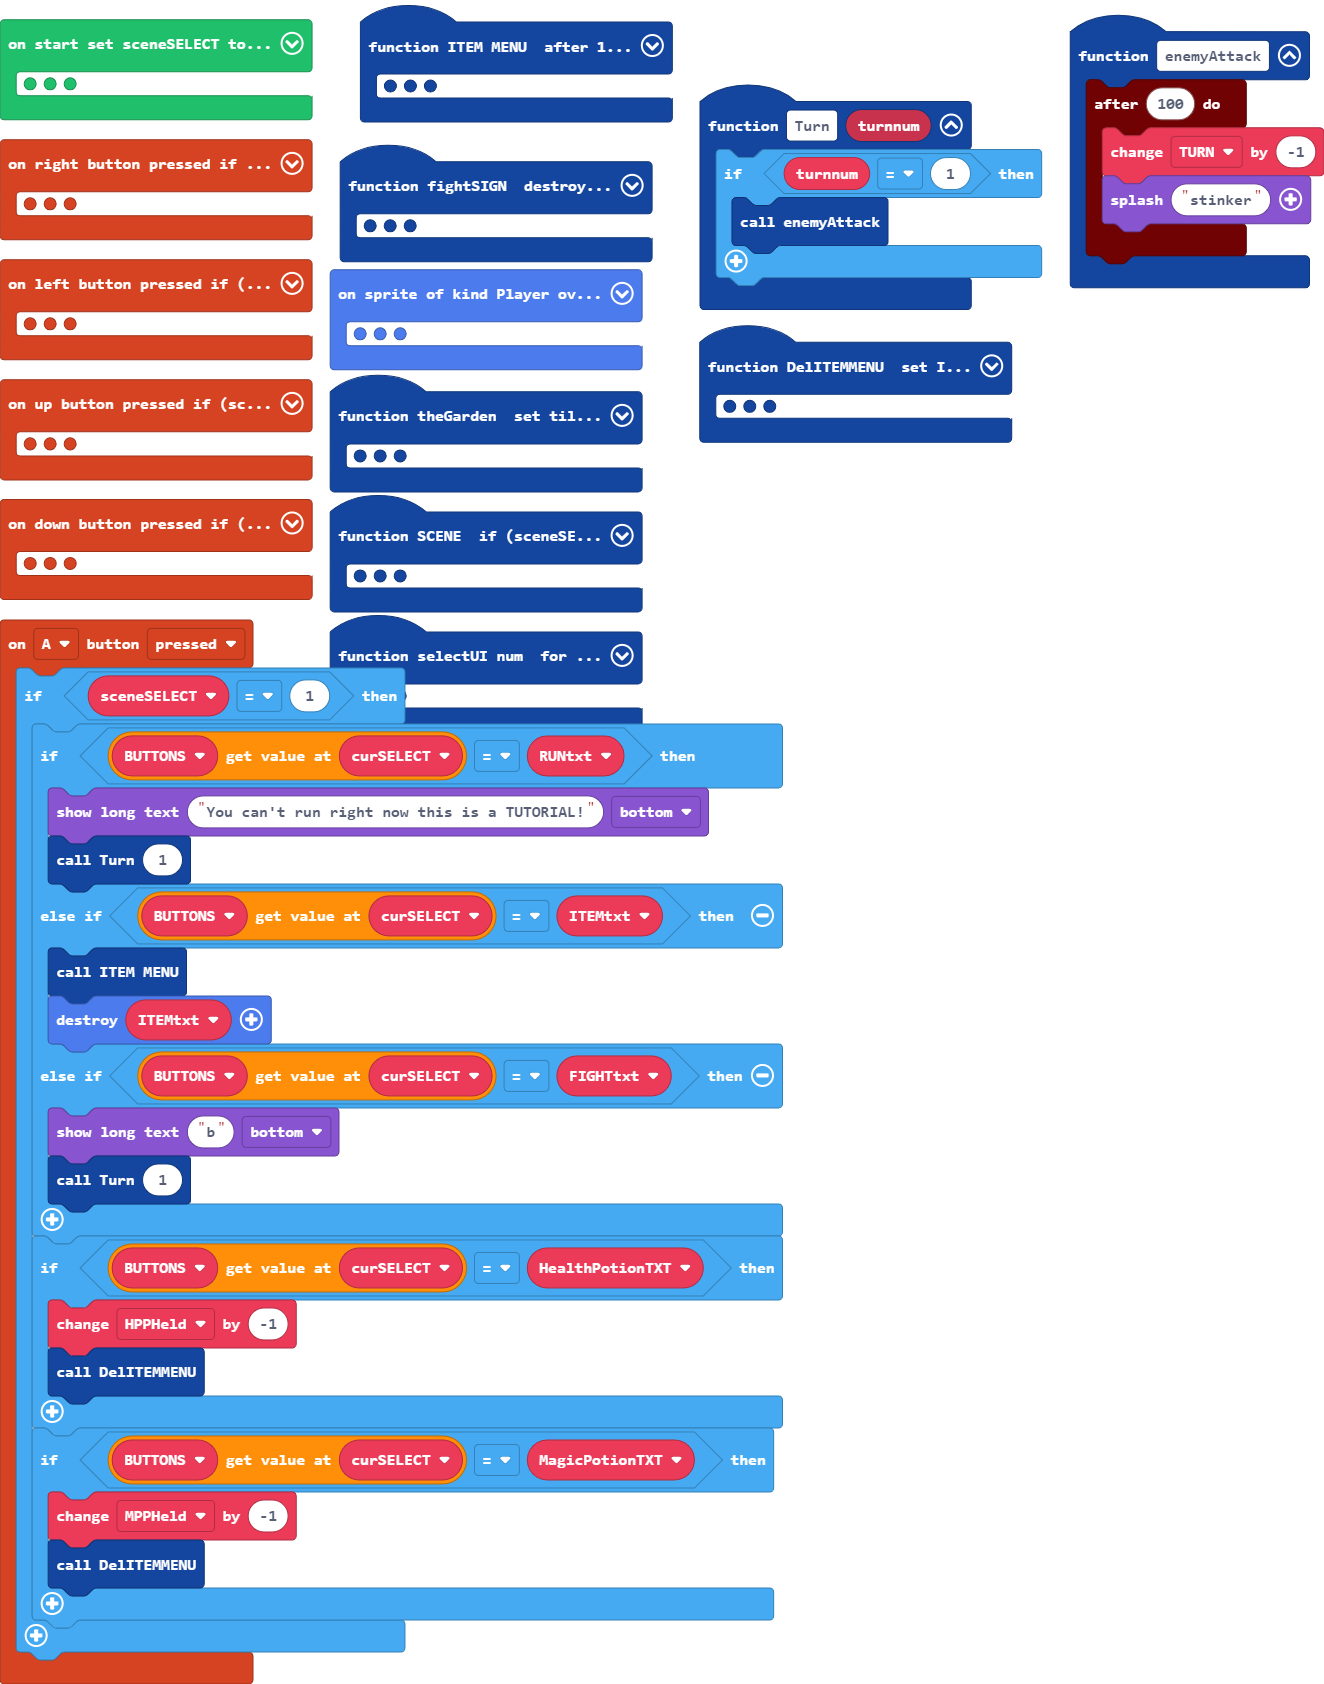 on start set sceneSELECT to...
on right button pressed if ...
on left button pressed if (...
on up button pressed if (sc...
on down button pressed if (...
on A button pressed
if sceneSELECT = 1 then
if BUTTONS get value at curSELECT = RUNtxt then
show long text "You can't run right now this is a TUTORIAL!" bottom
call Turn 1
else if BUTTONS get value at curSELECT = ITEMtxt then
call ITEM MENU
destroy ITEMtxt
else if BUTTONS get value at curSELECT = FIGHTtxt then
show long text "b" bottom
call Turn 1
if BUTTONS get value at curSELECT = HealthPotionTXT then
change HPPHeld by -1
call DelITEMMENU
if BUTTONS get value at curSELECT = MagicPotionTXT then
change MPPHeld by -1
call DelITEMMENU
function ITEM MENU after 1...
function fightSIGN destroy...
on sprite of kind Player ov...
function theGarden set til...
function SCENE if (sceneSE...
function selectUI num for ...
function Turn turnnum
if turnnum = 1 then
call enemyAttack
function DelITEMMENU set I...
function enemyAttack
after 100 do
change TURN by -1
splash "stinker"